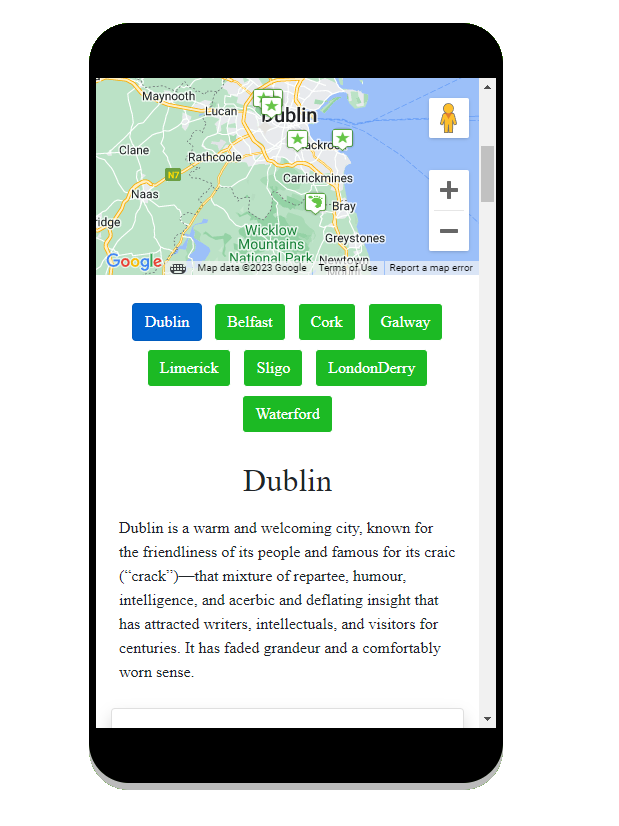 Maynooth
Lucan
Dublin
Clane
Rathcoole
N7
Carrickmines
Naas
Bray
Wicklow
Mountains
National Park
Greystones
Newtown
Google
Map data ©2023 Google Terms of Use Report a map error
Dublin Belfast Cork Galway
Limerick Sligo LondonDerry
Waterford
Dublin
Dublin is a warm and welcoming city, known for
the friendliness of its people and famous for its craic
(“crack”)—that mixture of repartee, humour,
intelligence, and acerbic and deflating insight that
has attracted writers, intellectuals, and visitors for
centuries. It has faded grandeur and a comfortably
worn sense.